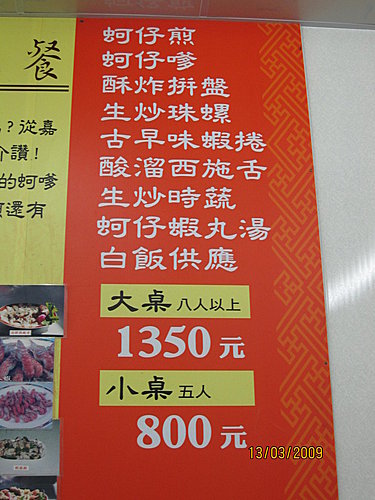 餐
？從嘉
介讚！
的蚵嗲
還有
蚵仔煎
蚵仔嗲
酥炸拼盤
生炒珠螺
古早味蝦捲
酸溜西施舌
生炒時蔬
蚵仔蝦丸湯
白飯供應
大桌 八人以上
1350 元
小桌 五人
800 元
13/03/2009